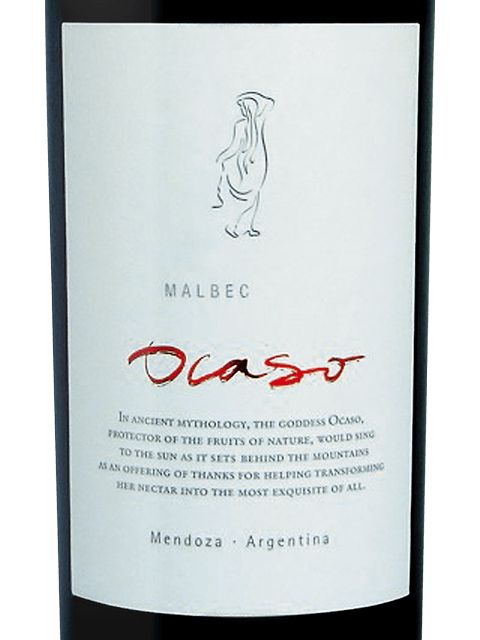 MALBEC
Ocaso
IN ANCIENT MYTHOLOGY, THE GODDESS OCASO,
PROTECTOR OF THE FRUITS OF NATURE, WOULD SING
TO THE SUN AS IT SETS BEHIND THE MOUNTAINS
AS AN OFFERING OF THANKS FOR HELPING TRANSFORMING
HER NECTAR INTO THE MOST EXQUISITE OF ALL.
Mendoza · Argentina